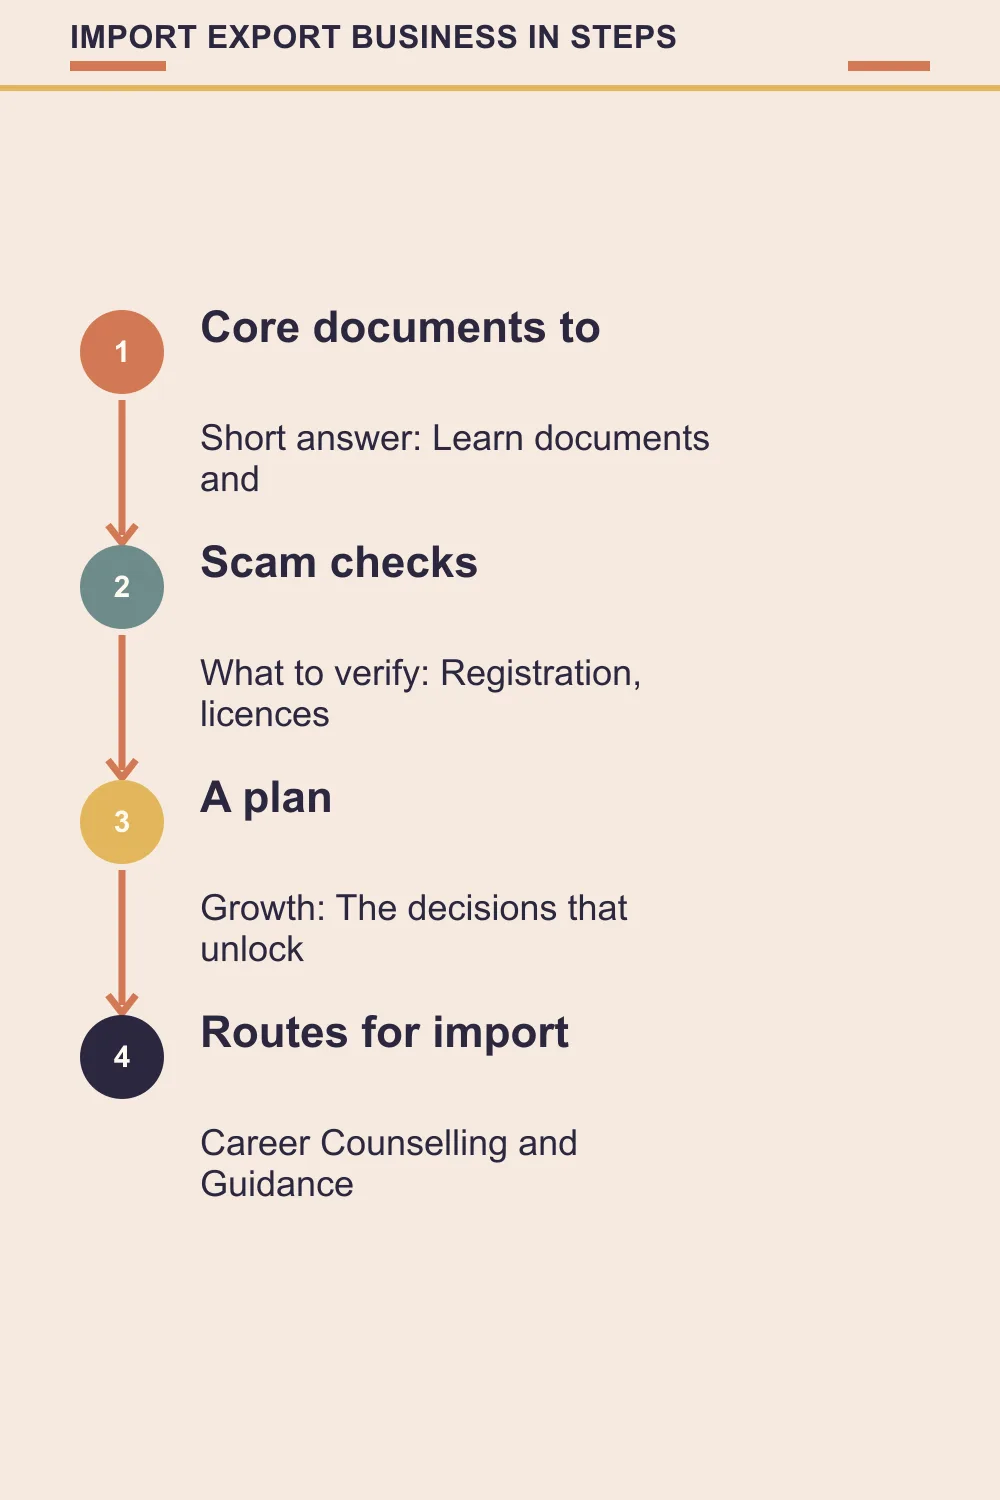 IMPORT EXPORT BUSINESS IN STEPS
1
Core documents to
Short answer: Learn documents
and
2
Scam checks
What to verify: Registration,
licences
3
A plan
Growth: The decisions that
unlock
4
Routes for import
Career Counselling and
Guidance